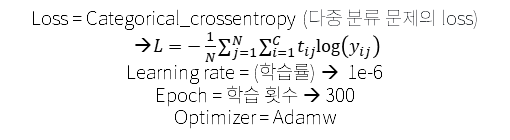 Loss = Categorical_crossentropy (다중 분류 문제의 loss)
→L = −1/N ∑_{j=1}^{N} ∑_{i=1}^{C} t_{ij}log(y_{ij})
Learning rate = (학습률) → 1e-6
Epoch = 학습 횟수 → 300
Optimizer = Adamw